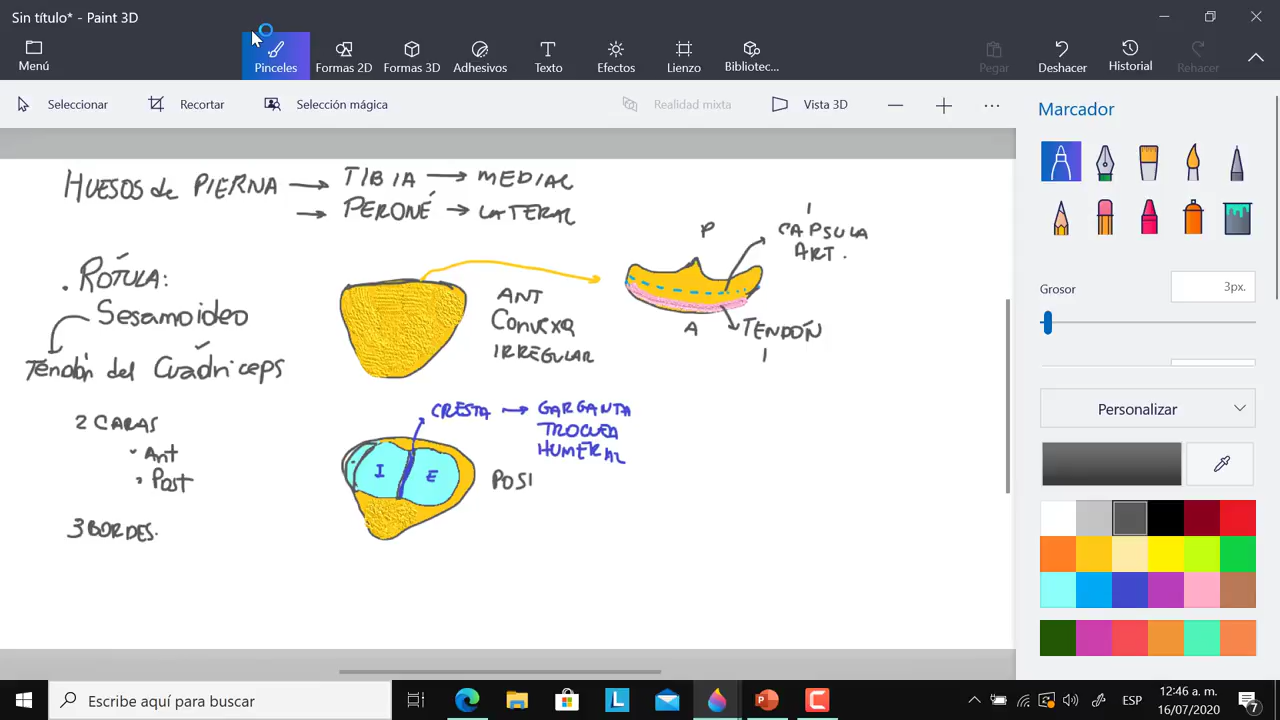 Sin título* - Paint 3D
Menú
Pinceles
Formas 2D
Formas 3D
Adhesivos
Texto
Efectos
Lienzo
Bibliotec...
Pegar
Deshacer
Historial
Rehacer
Seleccionar
Recortar
Selección mágica
Realidad mixta
Vista 3D
Marcador
Grosor
3px.
Personalizar
HUESOS de PIERNA → TIBIA → MEDIAL
→ PERONÉ → LATERAL
. RÓTULA:
Sesamoideo
Tendón del Cuádriceps
2 CARAS
· Ant
· Post
3 BORDES.
ANT
Convexa
IRREGULAR
P
1
CAPSULA
ART.
A
TENDÓN
1
CRESTA → GARGANTA
TROCLEA
HUMERAL
I
E
POSI
Escribe aquí para buscar
ESP
12:46 a. m.
16/07/2020
7